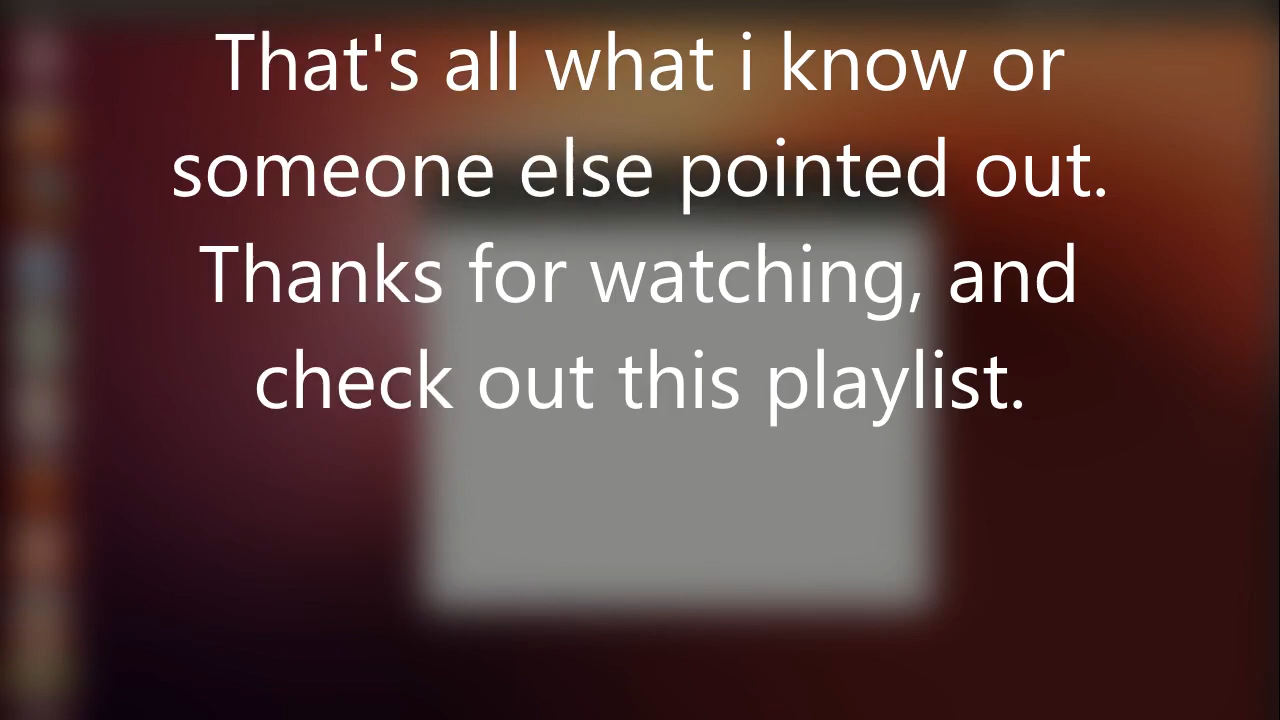 That's all what i know or
someone else pointed out.
Thanks for watching, and
check out this playlist.